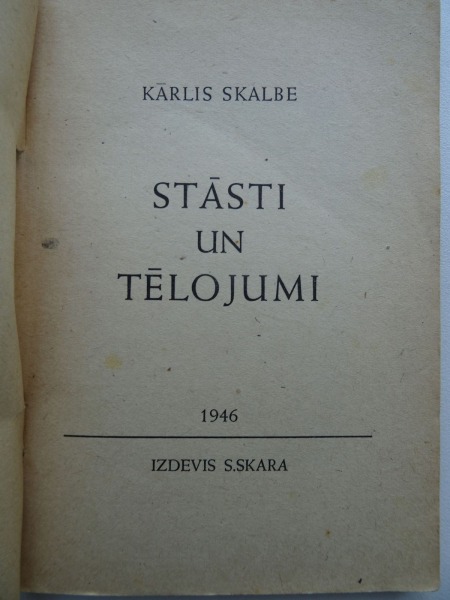 KĀRLIS SKALBE
STĀSTI
UN
TĒLOJUMI
1946
IZDEVIS S.SKARA